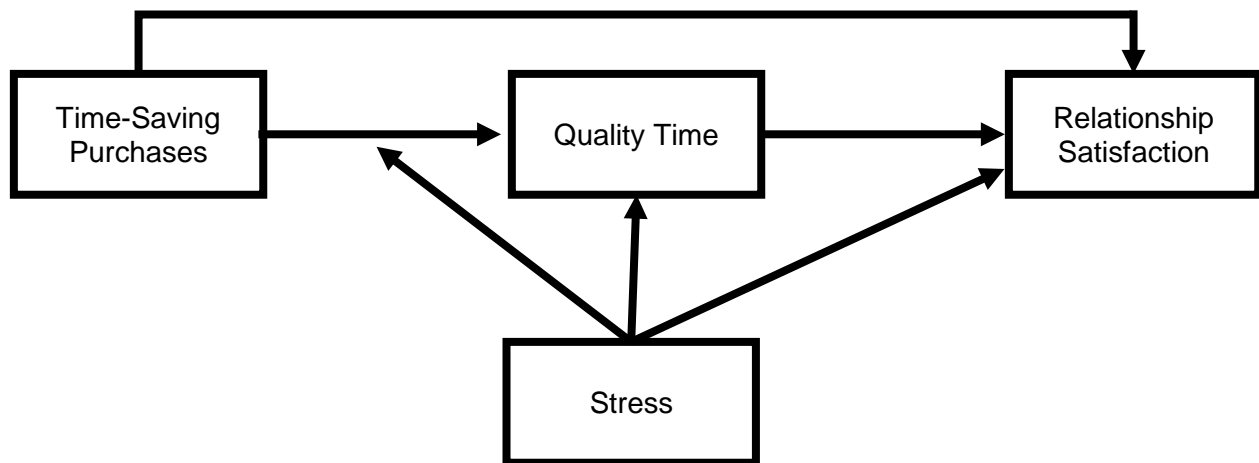 Time-Saving
Purchases
Quality Time
Relationship
Satisfaction
Stress